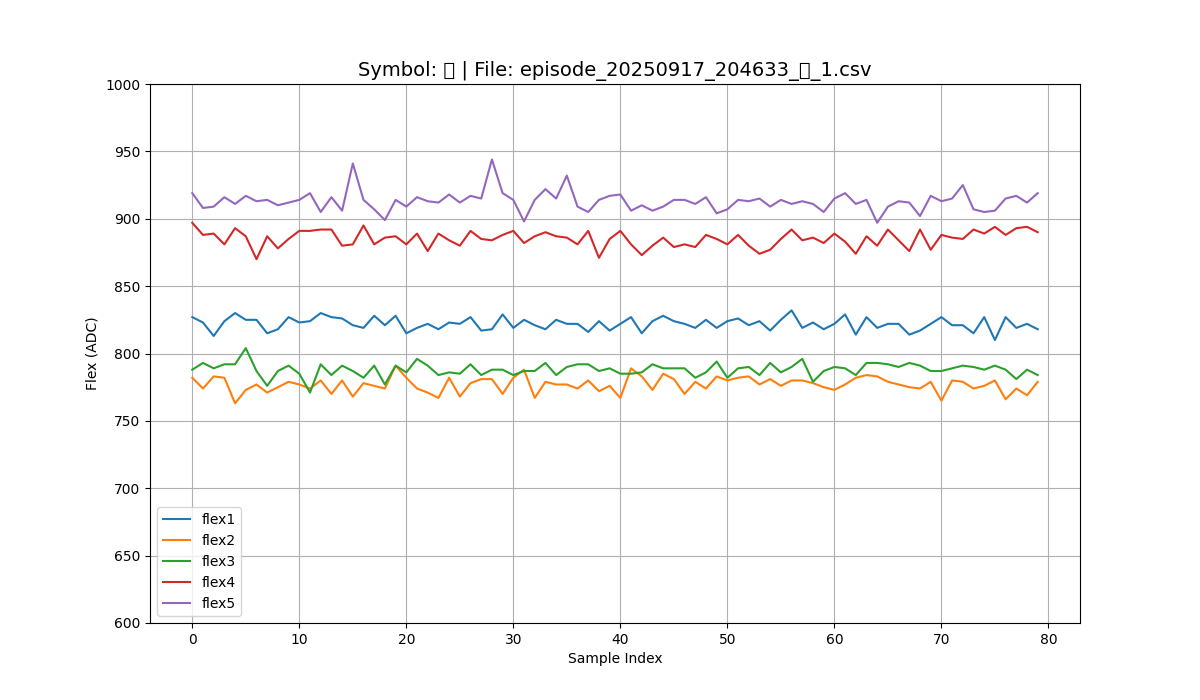 Symbol: ▯ | File: episode_20250917_204633_▯_1.csv
1000
950
900
850
800
750
700
650
600
Flex (ADC)
flex1
flex2
flex3
flex4
flex5
0 10 20 30 40 50 60 70 80
Sample Index